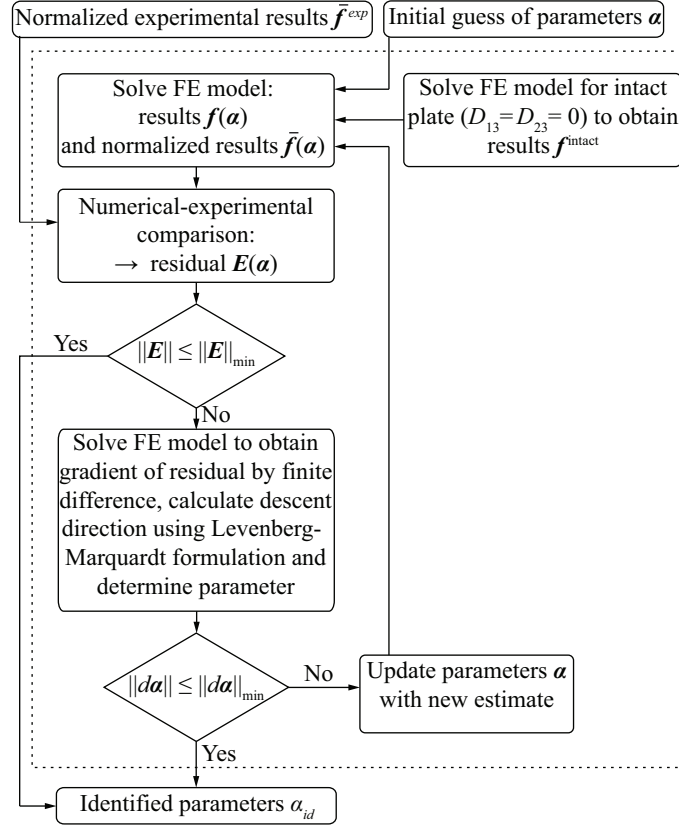 Normalized experimental results f̄^exp
Initial guess of parameters α
Solve FE model:
results f(α)
and normalized results f̄(α)
Solve FE model for intact
plate (D₁₃= D₂₃= 0) to obtain
results f^intact
Numerical-experimental
comparison:
→ residual E(α)
Yes
||E|| ≤ ||E||min
No
Solve FE model to obtain
gradient of residual by finite
difference, calculate descent
direction using Levenberg-
Marquardt formulation and
determine parameter
||dα|| ≤ ||dα||min
No
Update parameters α
with new estimate
Yes
Identified parameters α_id